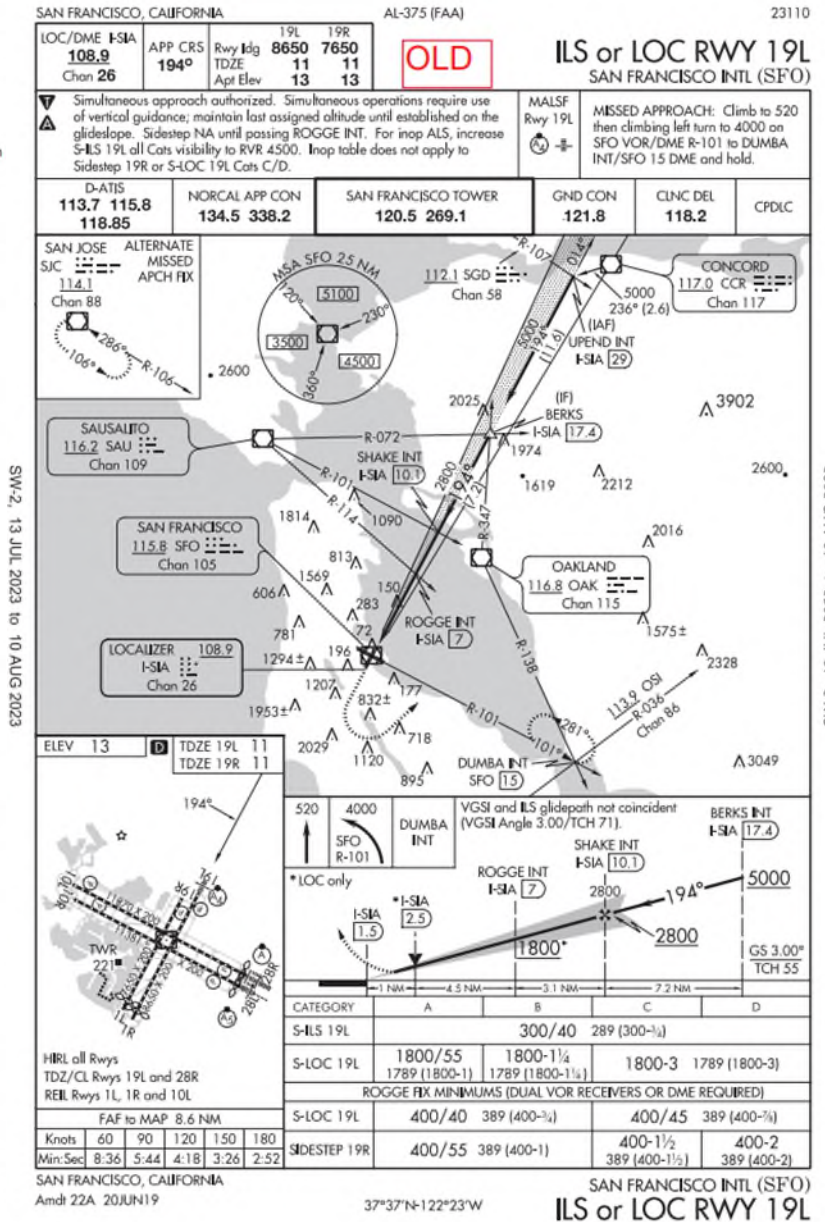 SAN FRANCISCO, CALIFORNIA AL-375 (FAA) 23110
LOC/DME I-SIA
108.9
Chan 26
APP CRS
194°
19L 19R
Rwy ldg 8650 7650
TDZE 11 11
Apt Elev 13 13
OLD
ILS or LOC RWY 19L
SAN FRANCISCO INTL (SFO)
T
A
Simultaneous approach authorized. Simultaneous operations require use
of vertical guidance; maintain last assigned altitude until established on the
glideslope. Sidestep NA until passing ROGGE INT. For inop ALS, increase
S-ILS 19L all Cats visibility to RVR 4500. Inop table does not apply to
Sidestep 19R or S-LOC 19L Cats C/D.
MALSF
Rwy 19L
A4
MISSED APPROACH: Climb to 520
then climbing left turn to 4000 on
SFO VOR/DME R-101 to DUMBA
INT/SFO 15 DME and hold.
D-ATIS
113.7 115.8
118.85
NORCAL APP CON
134.5 338.2
SAN FRANCISCO TOWER
120.5 269.1
GND CON
121.8
CLNC DEL
118.2
CPDLC
SAN JOSE
SJC
114.1
Chan 88
ALTERNATE
MISSED
APCH FIX
286°
106°
R-106
MSA SFO 25 NM
120°
5100
230°
3500
4500
360°
2600
112.1 SGD
Chan 58
R-107
014°
CONCORD
117.0 CCR
Chan 117
5000
236° (2.6)
(IAF)
UPEND INT
I-SIA 29
5000
194°
(11.6)
2025
(IF)
BERKS
I-SIA 17.4
3902
SAUSALITO
116.2 SAU
Chan 109
R-072
SHAKE INT
I-SIA 10.1
1974
2800
194°
(7.2)
1619
2212
2600
R-101
R-114
1090
R-347
1814
2016
SAN FRANCISCO
115.8 SFO
Chan 105
813
1569
606
150
OAKLAND
116.8 OAK
Chan 115
283
781
72
ROGGE INT
I-SIA 7
1575±
LOCALIZER 108.9
I-SIA
Chan 26
1294±
196
R-138
2328
1207
177
832±
1953±
R-101
113.9 OSI
R-036
Chan 86
718
281°
101°
2029
1120
895
DUMBA INT
SFO 15
3049
SW-2, 13 JUL 2023 to 10 AUG 2023
ELEV 13
D
TDZE 19L 11
TDZE 19R 11
194°
10L
10R
19L
19R
11870 X 200
11381 X 200
7650 X 200
8650 X 200
TWR
221
28R
28L
1L
1R
HIRL all Rwys
TDZ/CL Rwys 19L and 28R
REIL Rwys 1L, 1R and 10L
FAF to MAP 8.6 NM
Knots 60 90 120 150 180
Min:Sec 8:36 5:44 4:18 3:26 2:52
520
4000
SFO
R-101
DUMBA
INT
VGSI and ILS glidepath not coincident
(VGSI Angle 3.00/TCH 71).
BERKS INT
I-SIA 17.4
SHAKE INT
I-SIA 10.1
ROGGE INT
I-SIA 7
*LOC only
*I-SIA
2.5
I-SIA
1.5
2800
194°
5000
2800
1800*
GS 3.00°
TCH 55
1 NM 4.5 NM 3.1 NM 7.2 NM
CATEGORY A B C D
S-ILS 19L 300/40 289 (300-¾)
S-LOC 19L 1800/55 1789 (1800-1) 1800-1¼ 1789 (1800-1¼) 1800-3 1789 (1800-3)
ROGGE FIX MINIMUMS (DUAL VOR RECEIVERS OR DME REQUIRED)
S-LOC 19L 400/40 389 (400-¾) 400/45 389 (400-⅞)
SIDESTEP 19R 400/55 389 (400-1) 400-1½ 389 (400-1½) 400-2 389 (400-2)
SAN FRANCISCO, CALIFORNIA
Amdt 22A 20JUN19
37°37'N-122°23'W
SAN FRANCISCO INTL (SFO)
ILS or LOC RWY 19L